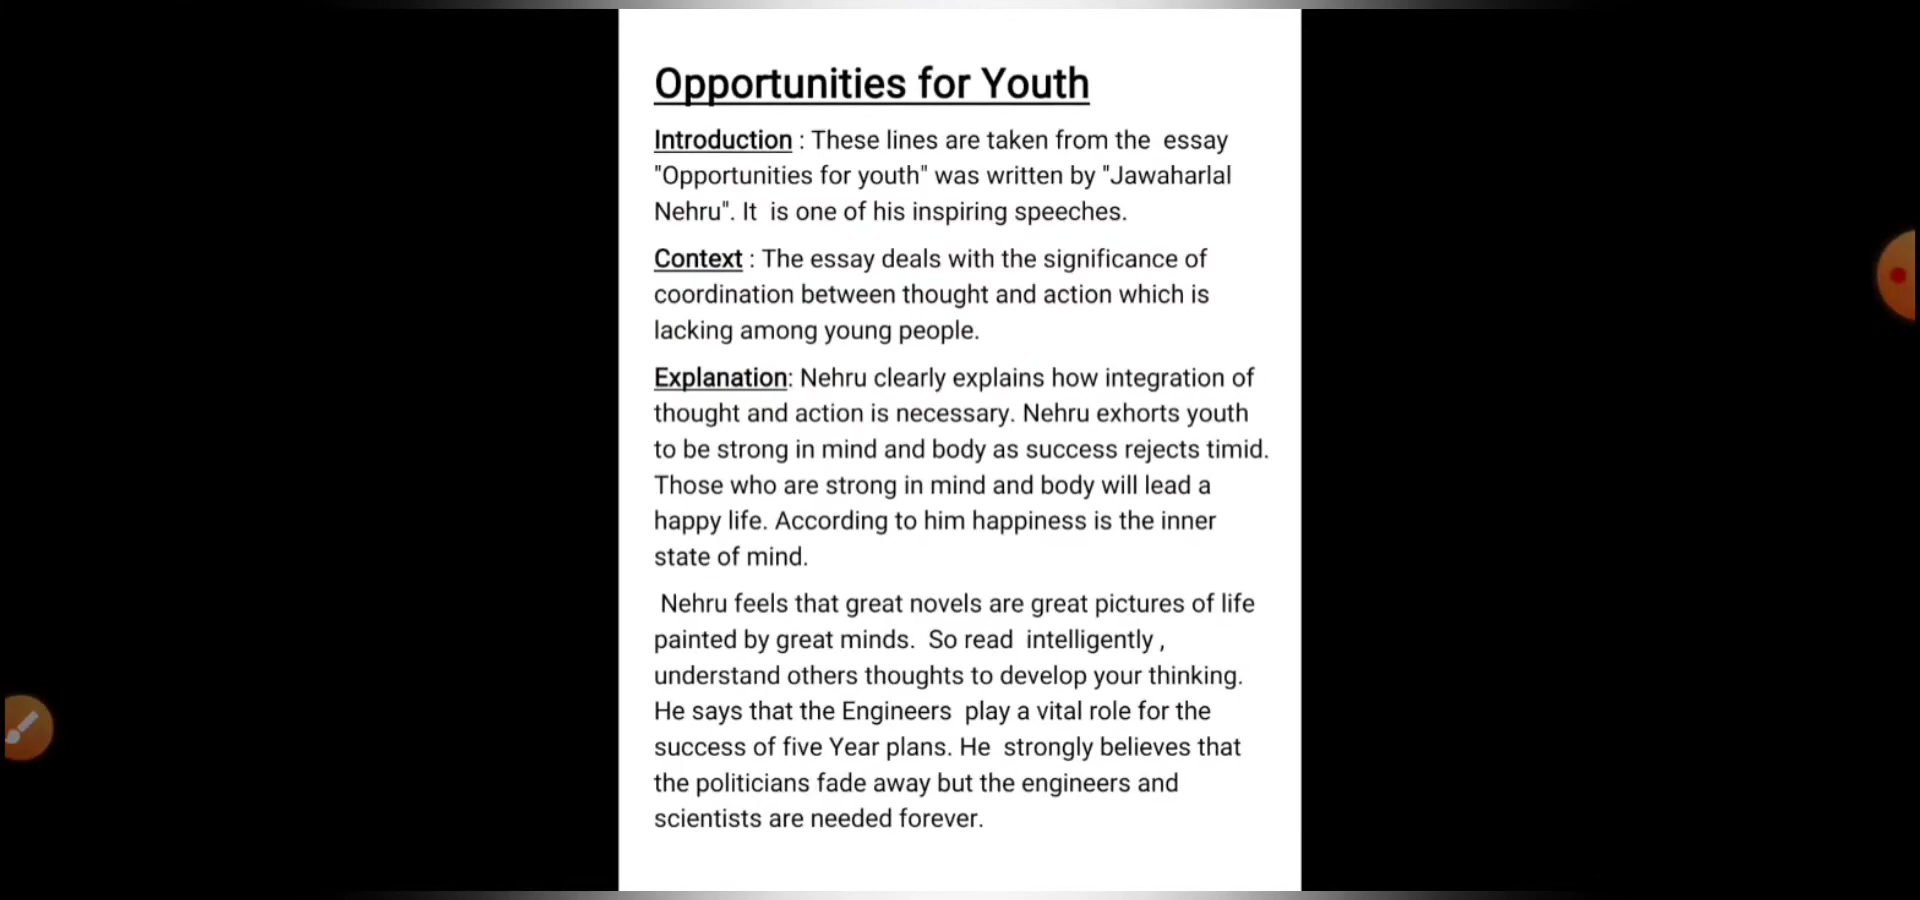 Opportunities for Youth
Introduction : These lines are taken from the  essay
"Opportunities for youth" was written by "Jawaharlal
Nehru". It  is one of his inspiring speeches.
Context : The essay deals with the significance of
coordination between thought and action which is
lacking among young people.
Explanation: Nehru clearly explains how integration of
thought and action is necessary. Nehru exhorts youth
to be strong in mind and body as success rejects timid.
Those who are strong in mind and body will lead a
happy life. According to him happiness is the inner
state of mind.
Nehru feels that great novels are great pictures of life
painted by great minds.  So read  intelligently ,
understand others thoughts to develop your thinking.
He says that the Engineers  play a vital role for the
success of five Year plans. He  strongly believes that
the politicians fade away but the engineers and
scientists are needed forever.